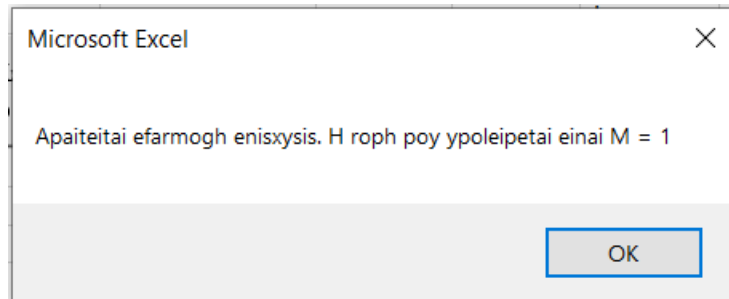 Microsoft Excel
Apaiteitai efarmogh enisxysis. H roph poy ypoleipetai einai M = 1
OK